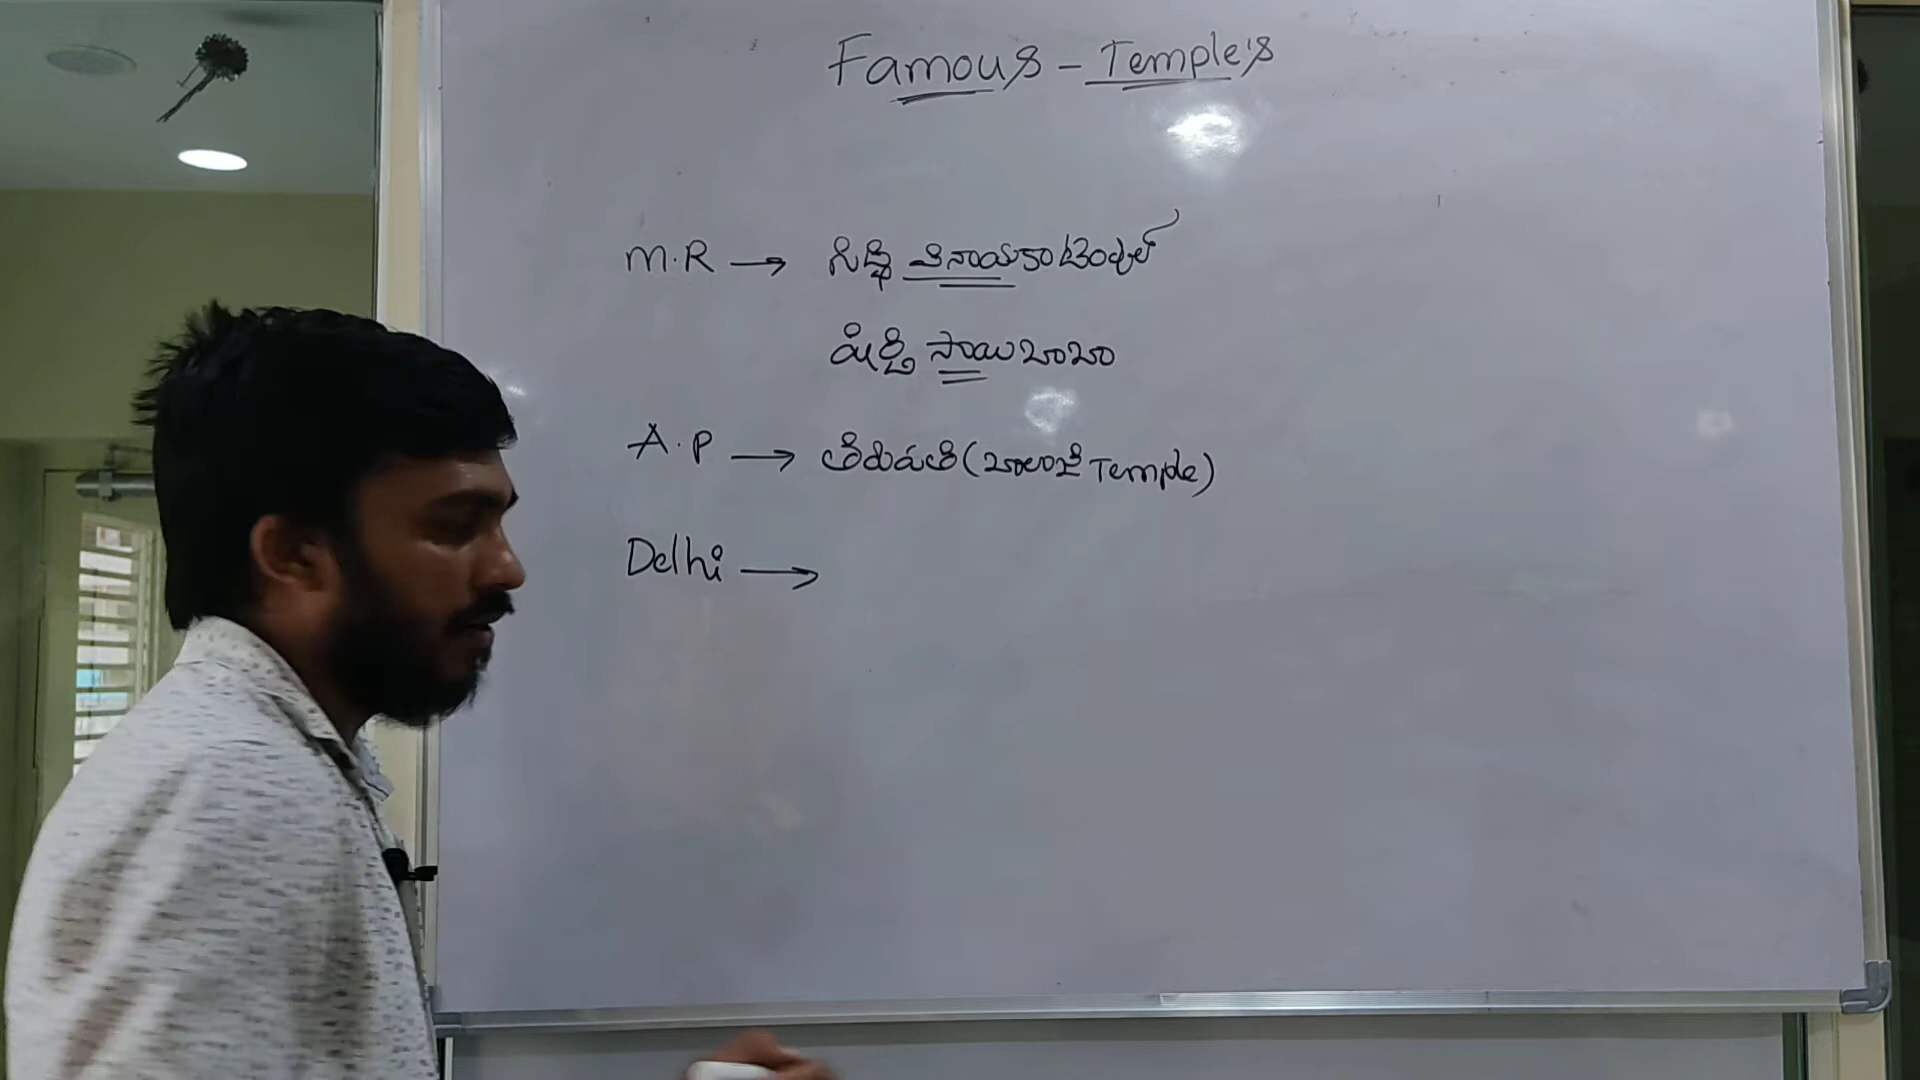 Famous - Temple's
M.R → ಸಿದ್ಧಿ ವಿನಾಯಕಾ ಟೆಂಪಲ್
ಶಿರ್ಡಿ ಸಾಯಿ ಬಾಬಾ
A.P → ತಿರುಪತಿ (ಬಾಲಾಜಿ Temple)
Delhi →